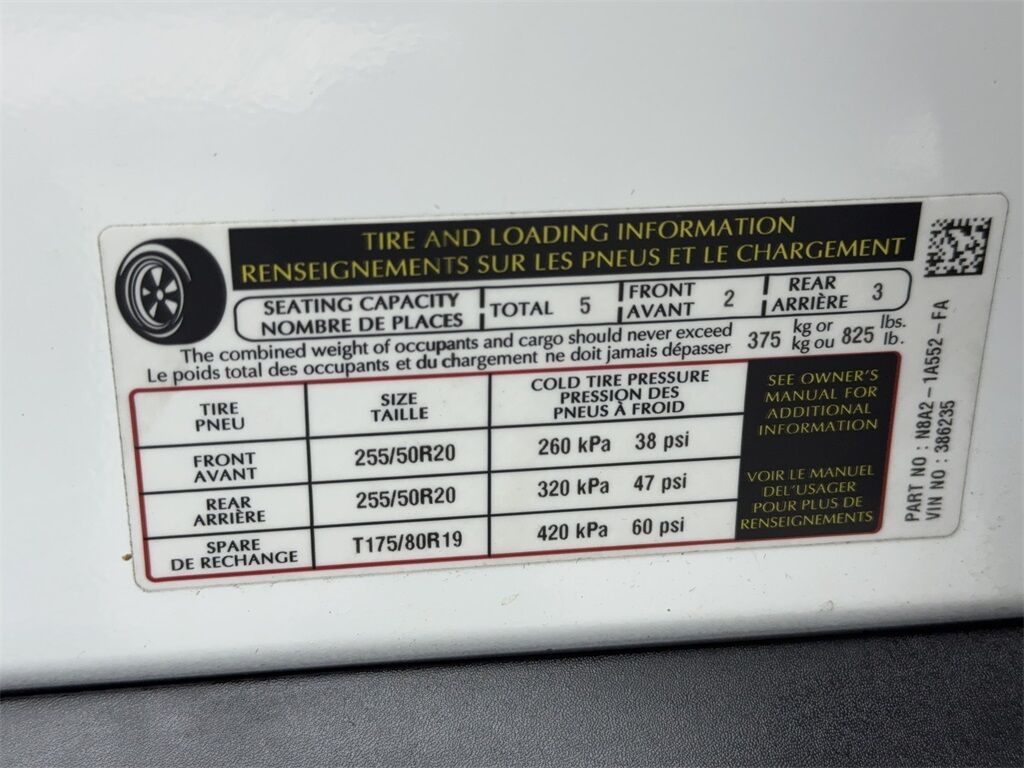 TIRE AND LOADING INFORMATION
RENSEIGNEMENTS SUR LES PNEUS ET LE CHARGEMENT
SEATING CAPACITY
NOMBRE DE PLACES
TOTAL 5
FRONT
AVANT
2
REAR
ARRIÈRE
3
The combined weight of occupants and cargo should never exceed
Le poids total des occupants et du chargement ne doit jamais dépasser
375
kg or
kg ou
825
lbs.
lb.
TIRE
PNEU
SIZE
TAILLE
COLD TIRE PRESSURE
PRESSION DES
PNEUS À FROID
FRONT
AVANT
255/50R20
260 kPa 38 psi
REAR
ARRIÈRE
255/50R20
320 kPa 47 psi
SPARE
DE RECHANGE
T175/80R19
420 kPa 60 psi
SEE OWNER'S
MANUAL FOR
ADDITIONAL
INFORMATION
VOIR LE MANUEL
DEL'USAGER
POUR PLUS DE
RENSEIGNEMENTS
PART NO : N8A2-1A552-FA
VIN NO : 386235